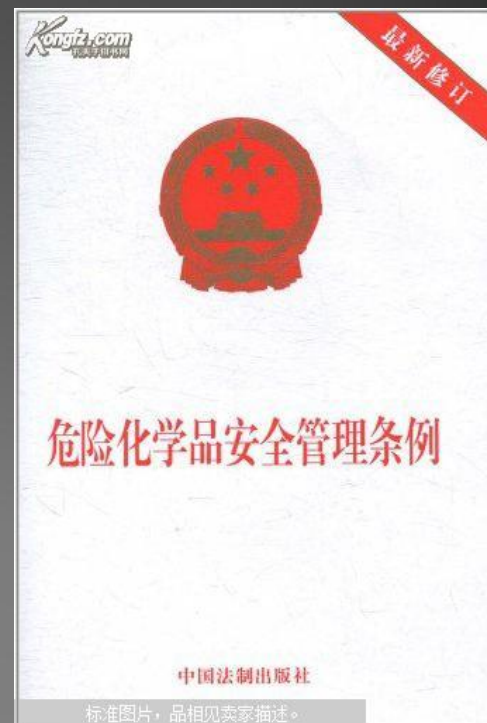 Kongfz.com
孔夫子旧书网
最新修订
危险化学品安全管理条例
中国法制出版社
标准图片,品相见卖家描述。